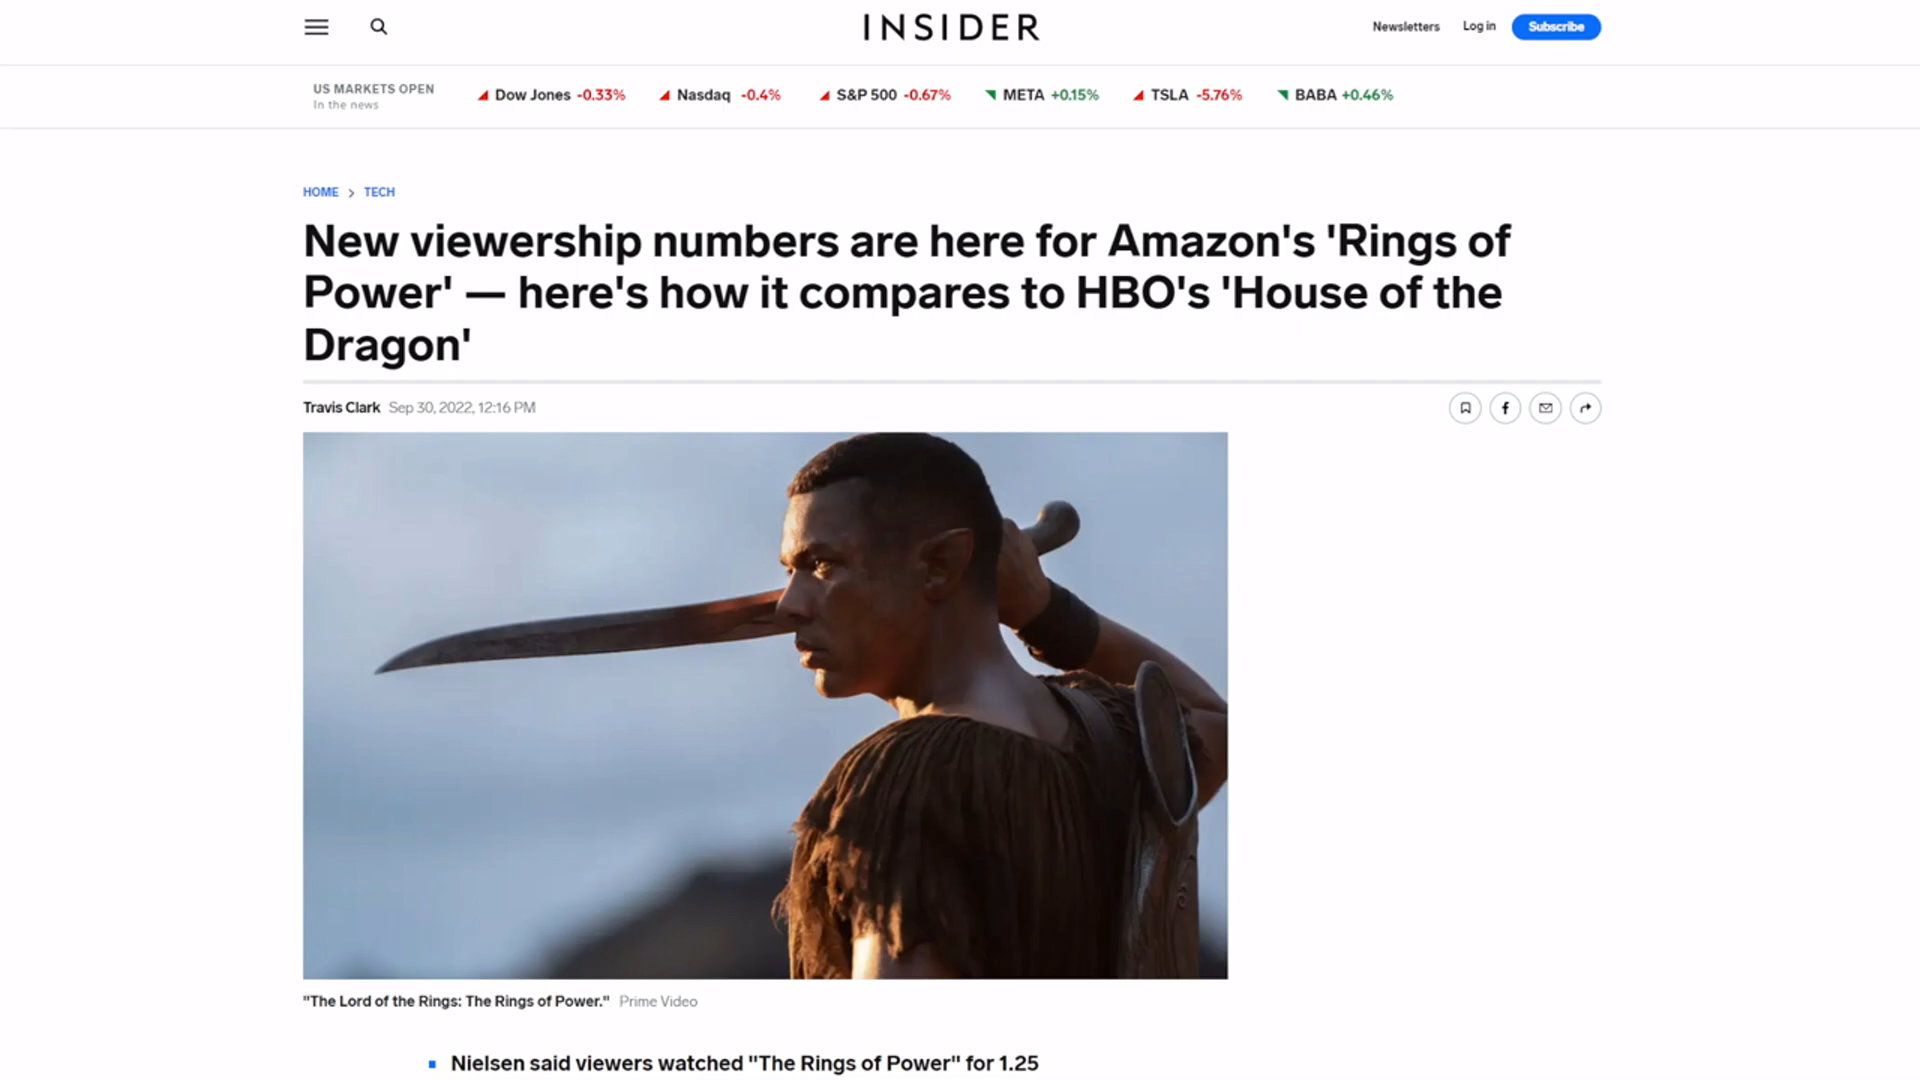 INSIDER
Newsletters
Log in
Subscribe
US MARKETS OPEN
In the news
Dow Jones -0.33%
Nasdaq -0.4%
S&P 500 -0.67%
META +0.15%
TSLA -5.76%
BABA +0.46%
HOME > TECH
New viewership numbers are here for Amazon's 'Rings of
Power' — here's how it compares to HBO's 'House of the
Dragon'
Travis Clark Sep 30, 2022, 12:16 PM
"The Lord of the Rings: The Rings of Power." Prime Video
Nielsen said viewers watched "The Rings of Power" for 1.25